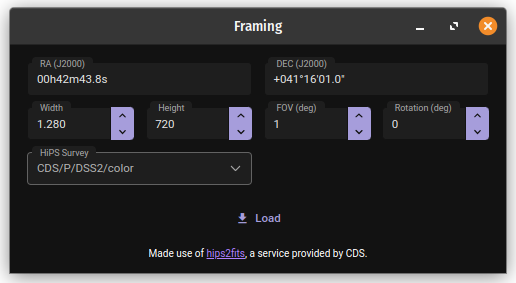 Framing
RA (J2000)
00h42m43.8s
DEC (J2000)
+041°16'01.0"
Width
1.280
Height
720
FOV (deg)
1
Rotation (deg)
0
HiPS Survey
CDS/P/DSS2/color
Load
Made use of hips2fits, a service provided by CDS.